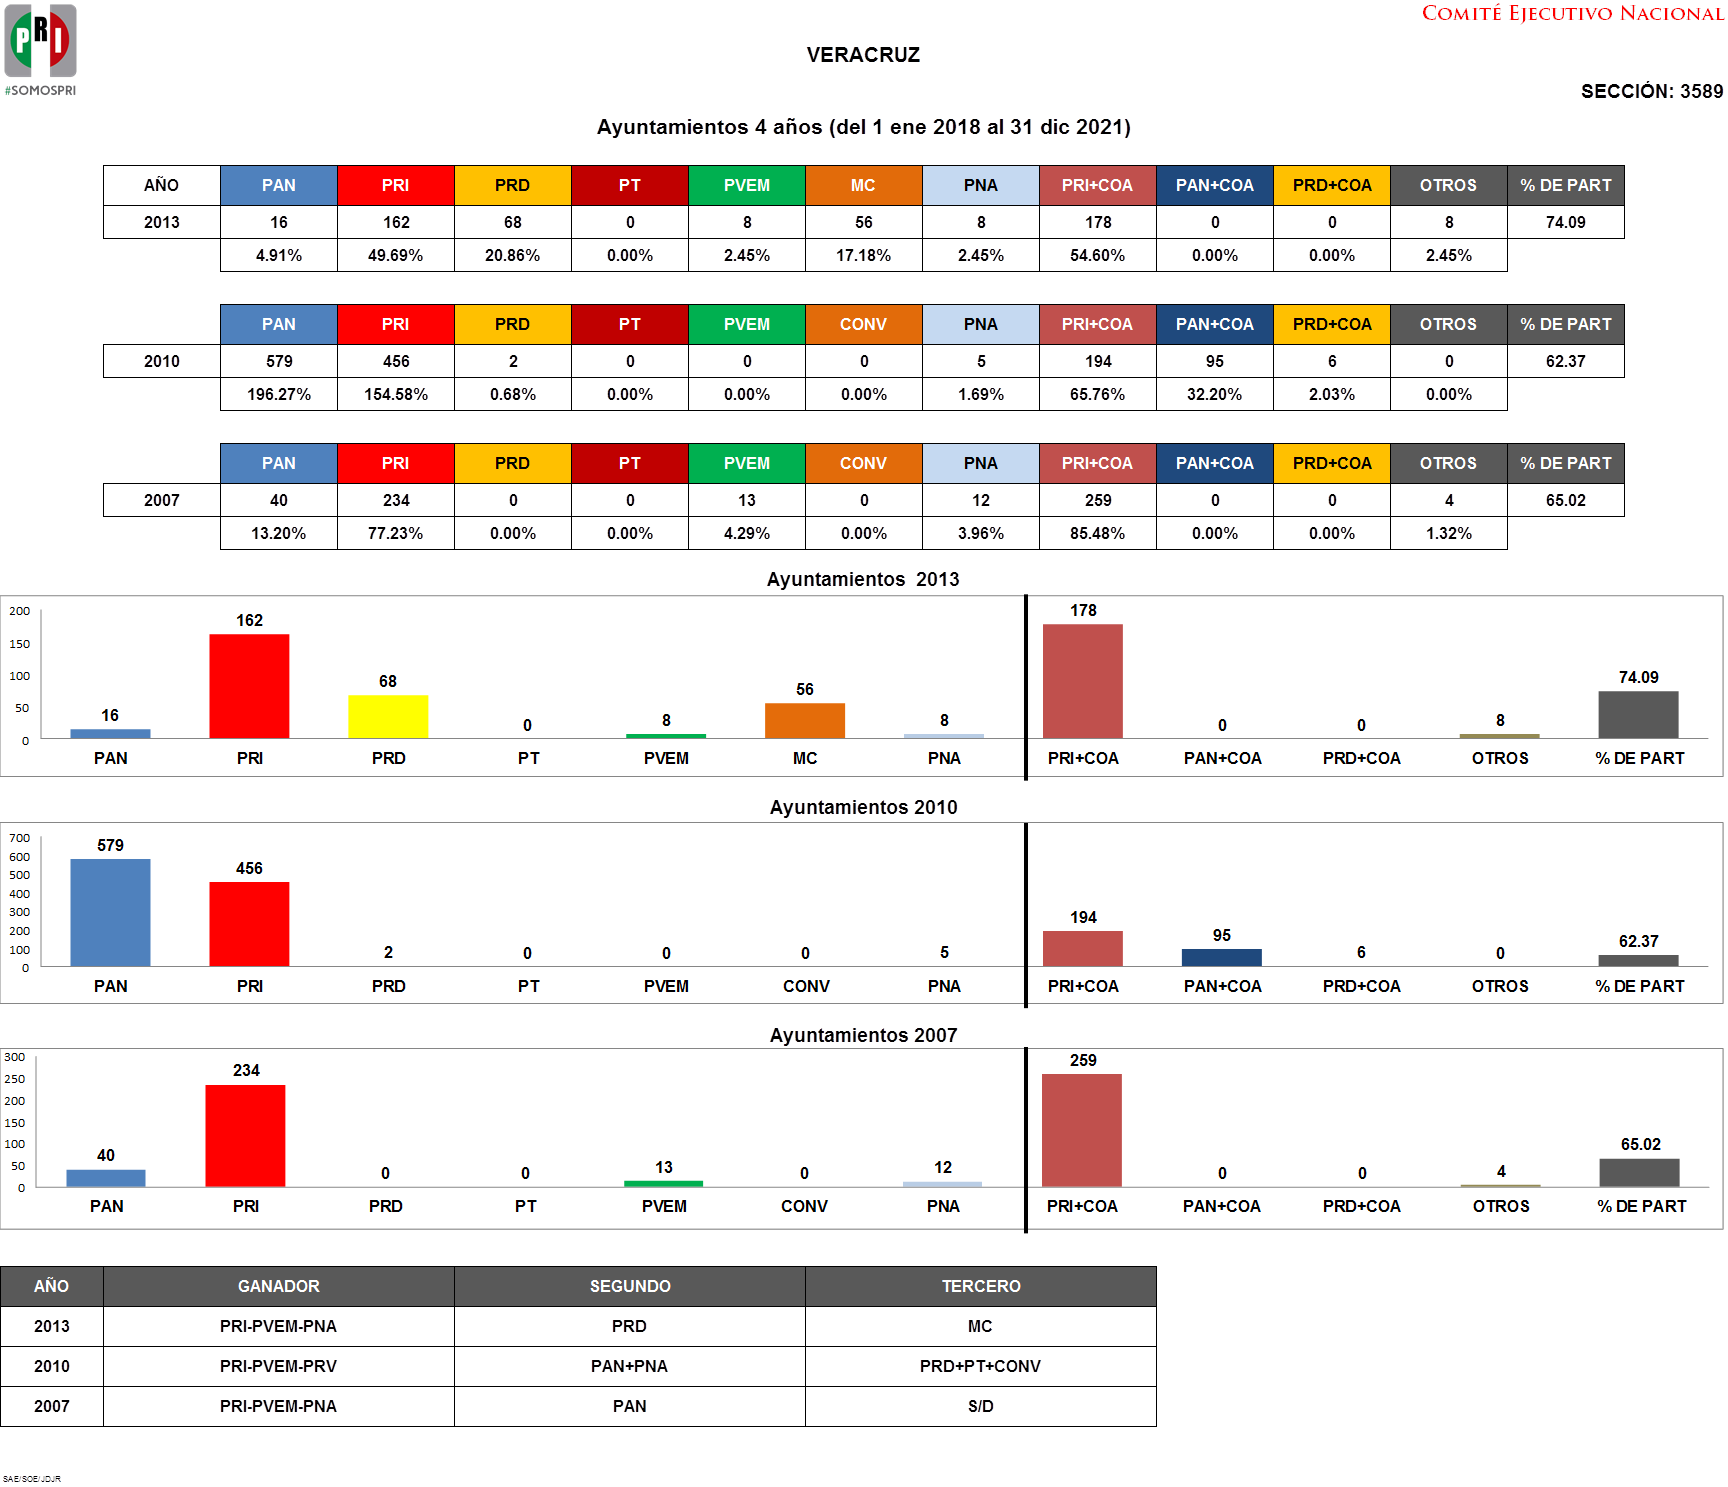 PRI
#SOMOSPRI
COMITÉ EJECUTIVO NACIONAL
VERACRUZ
SECCIÓN: 3589
Ayuntamientos 4 años (del 1 ene 2018 al 31 dic 2021)
AÑO PAN PRI PRD PT PVEM MC PNA PRI+COA PAN+COA PRD+COA OTROS % DE PART
2013 16 162 68 0 8 56 8 178 0 0 8 74.09
4.91% 49.69% 20.86% 0.00% 2.45% 17.18% 2.45% 54.60% 0.00% 0.00% 2.45%
PAN PRI PRD PT PVEM CONV PNA PRI+COA PAN+COA PRD+COA OTROS % DE PART
2010 579 456 2 0 0 0 5 194 95 6 0 62.37
196.27% 154.58% 0.68% 0.00% 0.00% 0.00% 1.69% 65.76% 32.20% 2.03% 0.00%
PAN PRI PRD PT PVEM CONV PNA PRI+COA PAN+COA PRD+COA OTROS % DE PART
2007 40 234 0 0 13 0 12 259 0 0 4 65.02
13.20% 77.23% 0.00% 0.00% 4.29% 0.00% 3.96% 85.48% 0.00% 0.00% 1.32%
Ayuntamientos  2013
200
150
100
50
0
16 162 68 0 8 56 8 178 0 0 8 74.09
PAN PRI PRD PT PVEM MC PNA PRI+COA PAN+COA PRD+COA OTROS % DE PART
Ayuntamientos 2010
700
600
500
400
300
200
100
0
579 456 2 0 0 0 5 194 95 6 0 62.37
PAN PRI PRD PT PVEM CONV PNA PRI+COA PAN+COA PRD+COA OTROS % DE PART
Ayuntamientos 2007
300
250
200
150
100
50
0
40 234 0 0 13 0 12 259 0 0 4 65.02
PAN PRI PRD PT PVEM CONV PNA PRI+COA PAN+COA PRD+COA OTROS % DE PART
AÑO GANADOR SEGUNDO TERCERO
2013 PRI-PVEM-PNA PRD MC
2010 PRI-PVEM-PRV PAN+PNA PRD+PT+CONV
2007 PRI-PVEM-PNA PAN S/D
SAE/SOE/JDJR